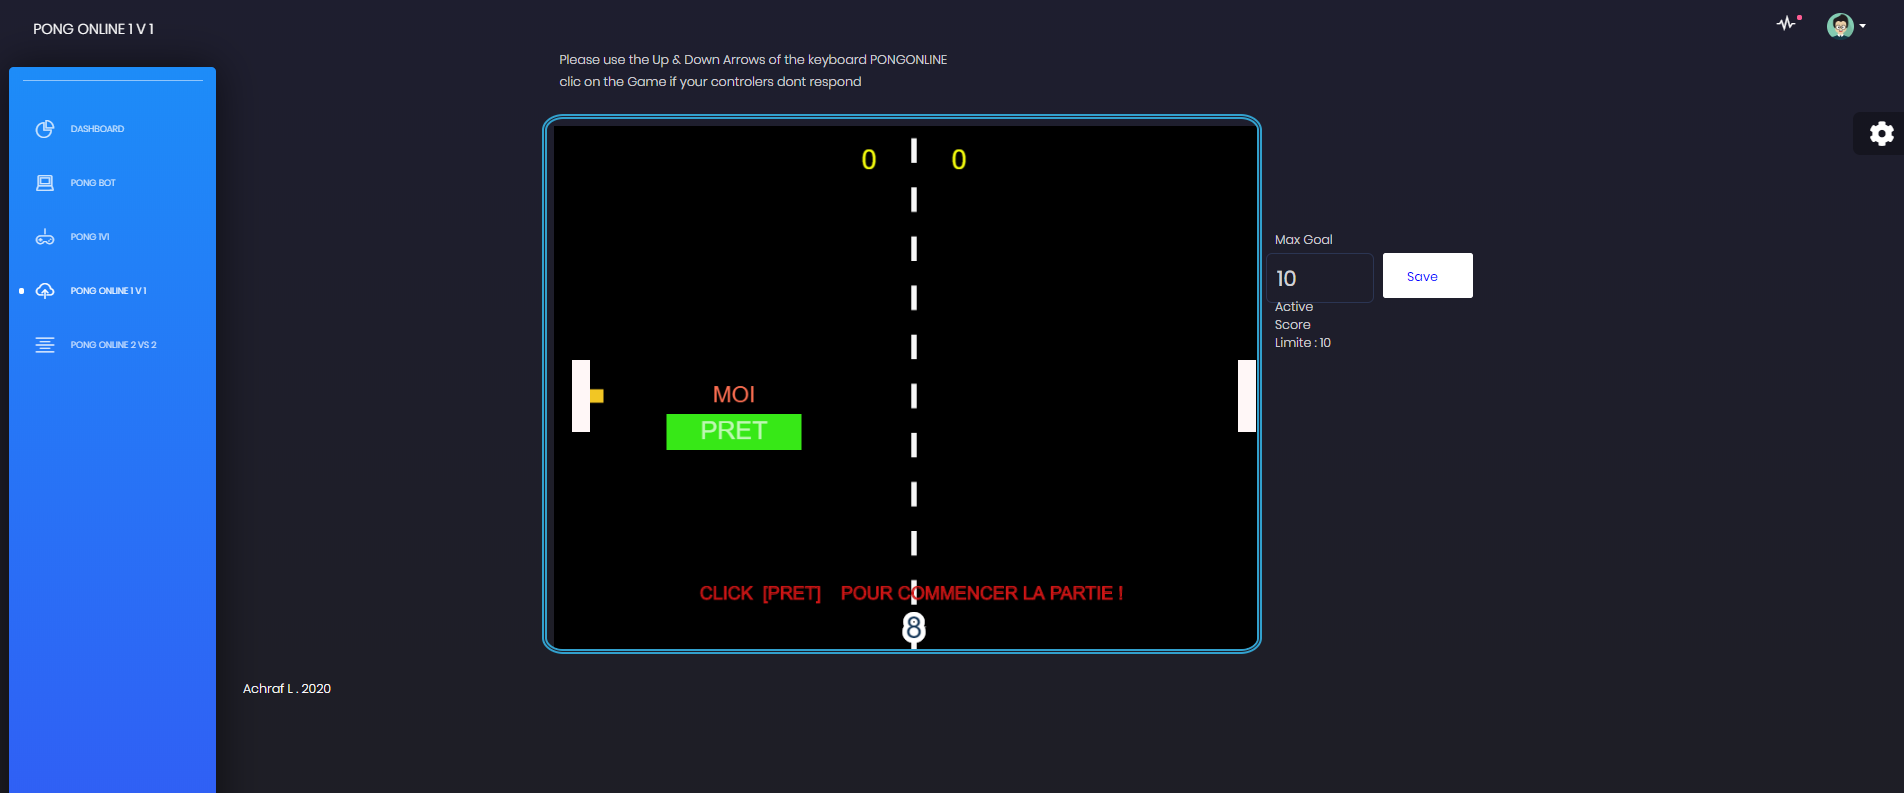 PONG ONLINE 1 V 1
Please use the Up & Down Arrows of the keyboard PONGONLINE
clic on the Game if your controlers dont respond
DASHBOARD
PONG BOT
PONG 1V1
PONG ONLINE 1 V 1
PONG ONLINE 2 VS 2
0 0
MOI
PRET
CLICK [PRET] POUR COMMENCER LA PARTIE !
8
Max Goal
10
Save
Active
Score
Limite : 10
Achraf L . 2020